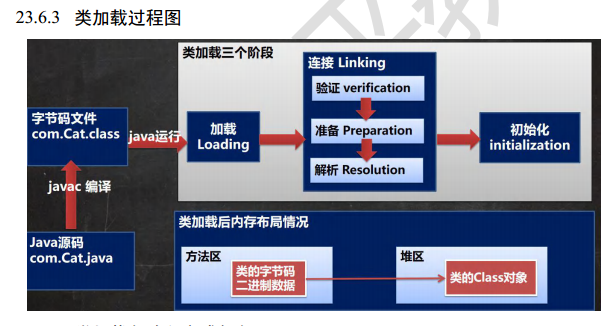 23.6.3 类加载过程图
类加载三个阶段
连接 Linking
验证 verification
字节码文件
com.Cat.class
java运行
加载
Loading
准备 Preparation
初始化
initialization
解析 Resolution
javac 编译
Java源码
com.Cat.java
类加载后内存布局情况
方法区
类的字节码
二进制数据
堆区
类的Class对象